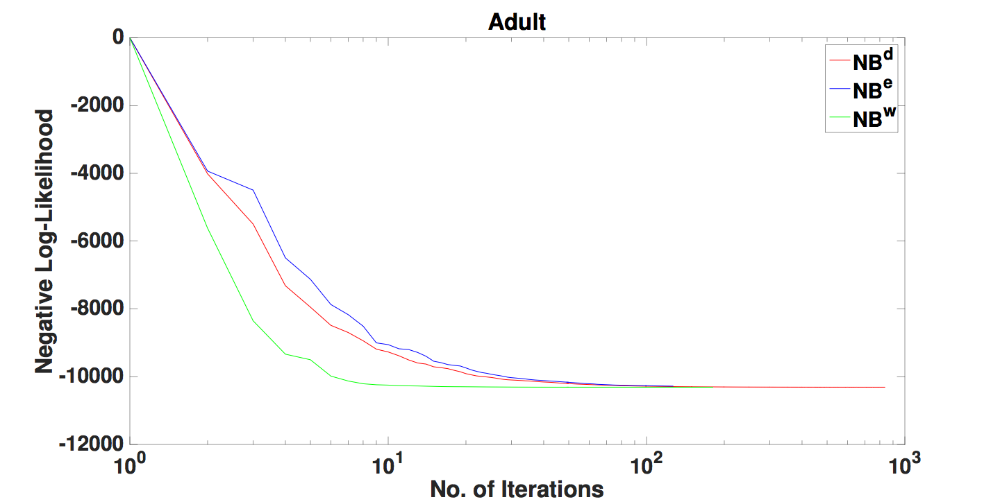 Adult
0
-2000
-4000
-6000
-8000
-10000
-12000
Negative Log-Likelihood
NB^d
NB^e
NB^w
10^0 10^1 10^2 10^3
No. of Iterations